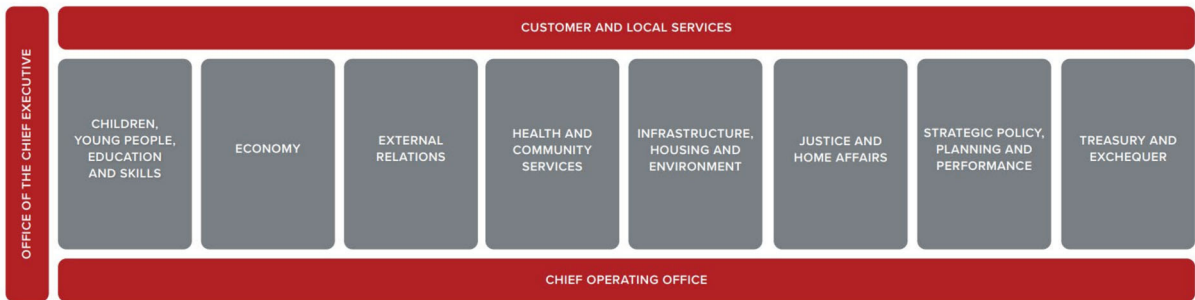 OFFICE OF THE CHIEF EXECUTIVE
CUSTOMER AND LOCAL SERVICES
CHILDREN,
YOUNG PEOPLE,
EDUCATION
AND SKILLS
ECONOMY
EXTERNAL
RELATIONS
HEALTH AND
COMMUNITY
SERVICES
INFRASTRUCTURE,
HOUSING AND
ENVIRONMENT
JUSTICE AND
HOME AFFAIRS
STRATEGIC POLICY,
PLANNING AND
PERFORMANCE
TREASURY AND
EXCHEQUER
CHIEF OPERATING OFFICE